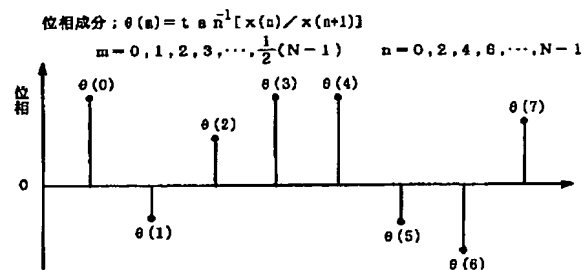 位相成分；θ(m)＝tan⁻¹[x(n)／x(n+1)]
m＝0，1，2，3，···，½(N−1)　n＝0，2，4，6，···，N−1
位相
θ(0)
θ(3)
θ(4)
θ(2)
θ(7)
0
θ(1)
θ(5)
θ(6)